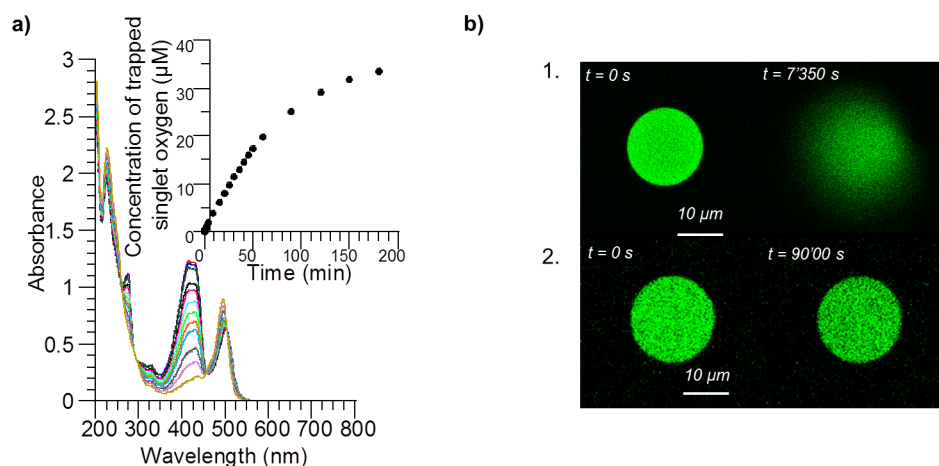 a)
Concentration of trapped
singlet oxygen (µM)
40
30
20
10
0
0
50
100
150
200
Time (min)
Absorbance
3
2.5
2
1.5
1
0.5
0
200 300 400 500 600 700 800
Wavelength (nm)
b)
1.
t = 0 s
t = 7'350 s
10 µm
2.
t = 0 s
t = 90'00 s
10 µm